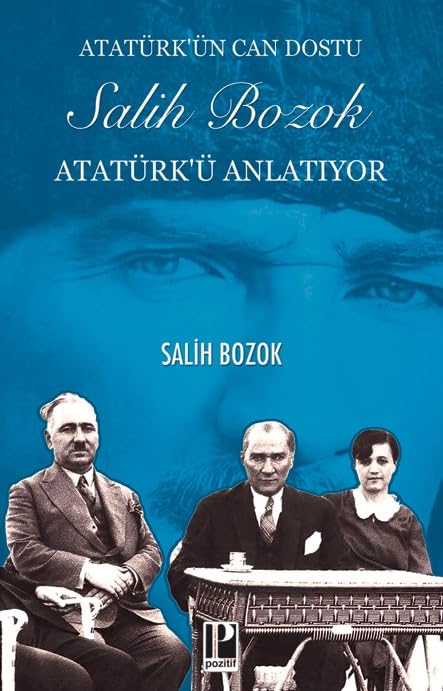 ATATÜRK'ÜN CAN DOSTU
Salih Bozok
ATATÜRK'Ü ANLATIYOR
SALİH BOZOK
P
pozitif